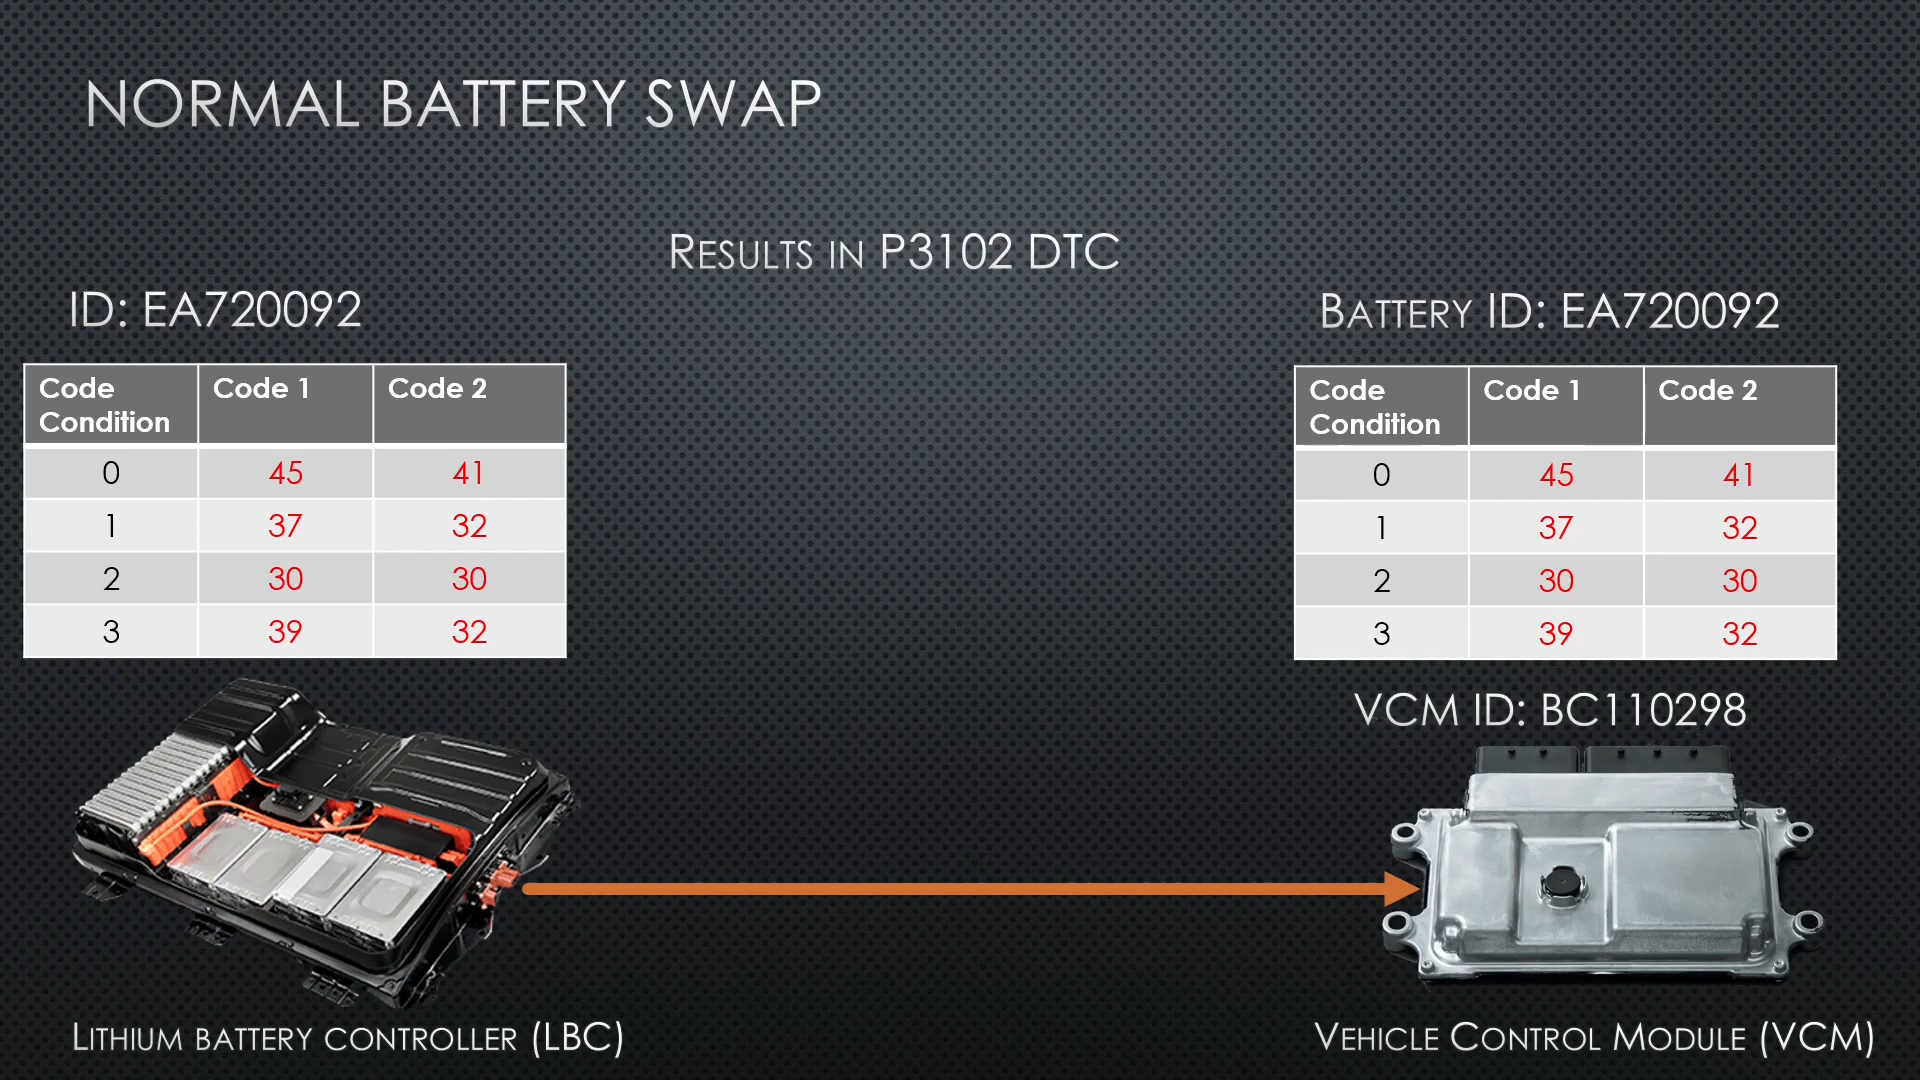 NORMAL BATTERY SWAP
RESULTS IN P3102 DTC
ID: EA720092
BATTERY ID: EA720092
Code Condition Code 1 Code 2
0 45 41
1 37 32
2 30 30
3 39 32
Code Condition Code 1 Code 2
0 45 41
1 37 32
2 30 30
3 39 32
VCM ID: BC110298
LITHIUM BATTERY CONTROLLER (LBC)
VEHICLE CONTROL MODULE (VCM)